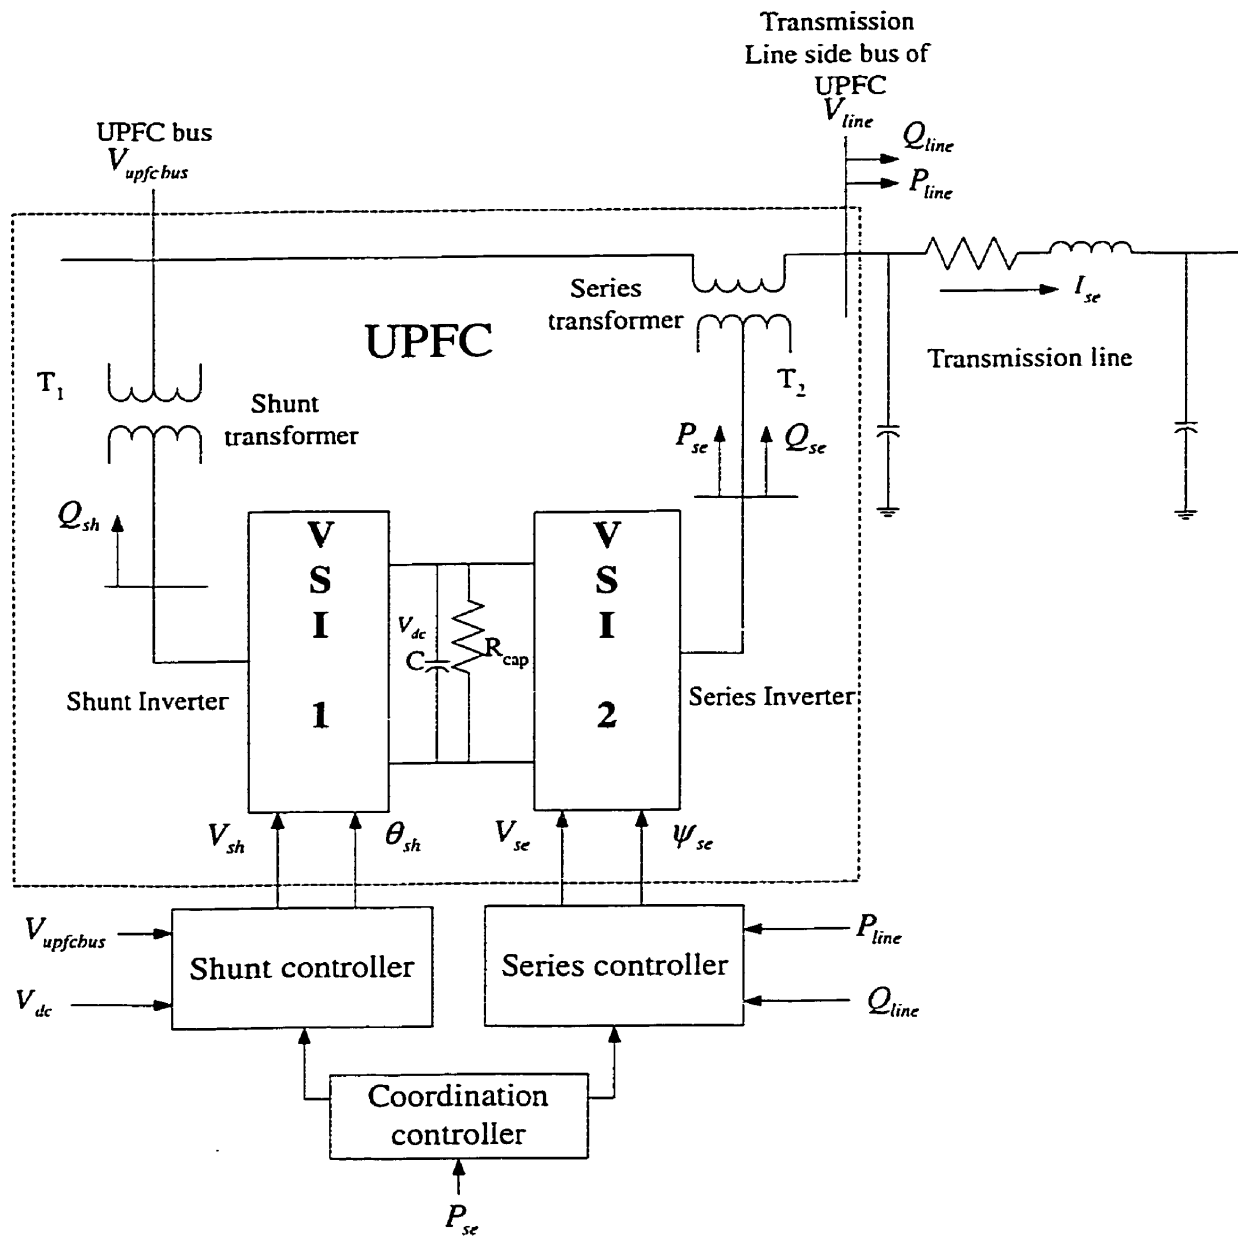 Transmission
Line side bus of
UPFC
V_line
UPFC bus
V_upfcbus
Q_line
P_line
Series
transformer
I_se
UPFC
Transmission line
T_1
T_2
Shunt
transformer
P_se
Q_se
Q_sh
V
S
I
1
V
S
I
2
V_dc
C
R_cap
Shunt Inverter
Series Inverter
V_sh
θ_sh
V_se
ψ_se
V_upfcbus
P_line
Shunt controller
Series controller
V_dc
Q_line
Coordination
controller
P_se